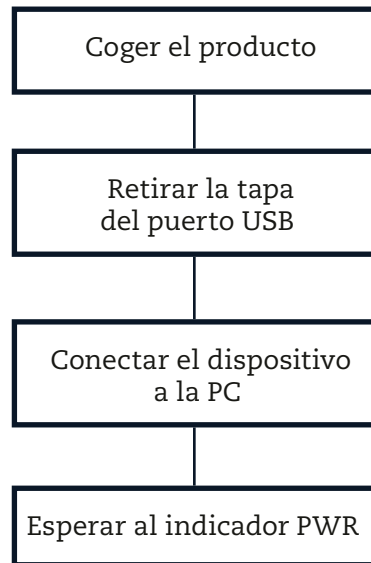 Coger el producto
Retirar la tapa
del puerto USB
Conectar el dispositivo
a la PC
Esperar al indicador PWR